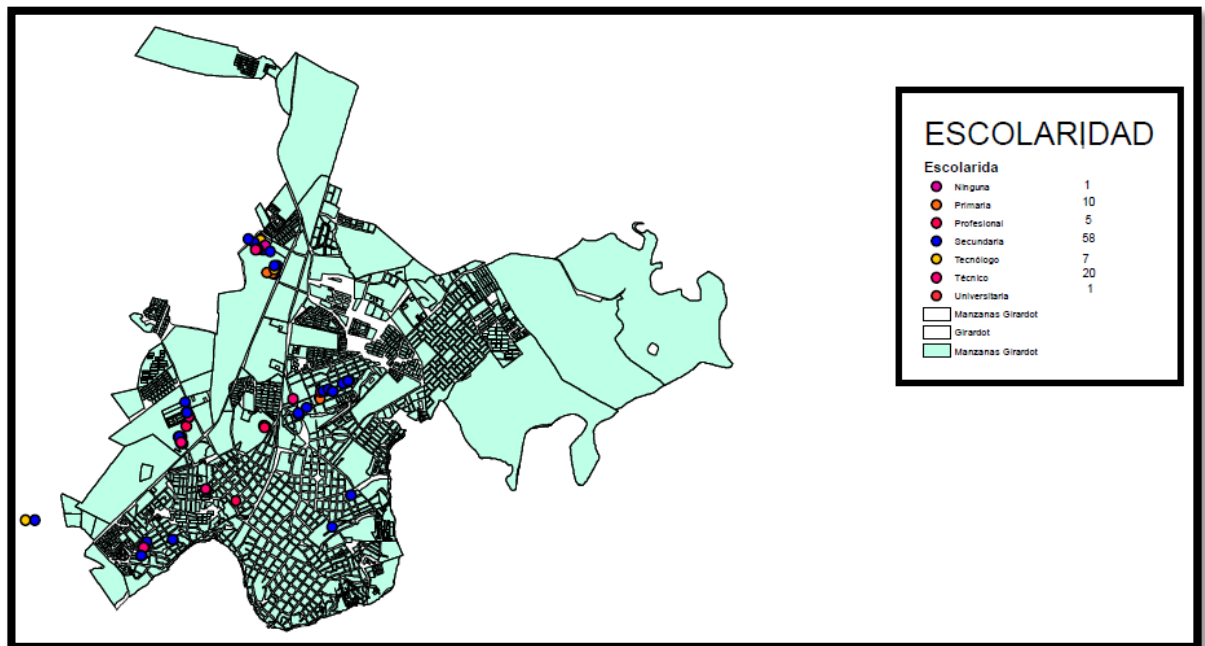 ESCOLARIDAD
Escolarida
Ninguna 1
Primaria 10
Profesional 5
Secundaria 58
Tecnólogo 7
Técnico 20
Universitaria 1
Manzanas Girardot
Girardot
Manzanas Girardot